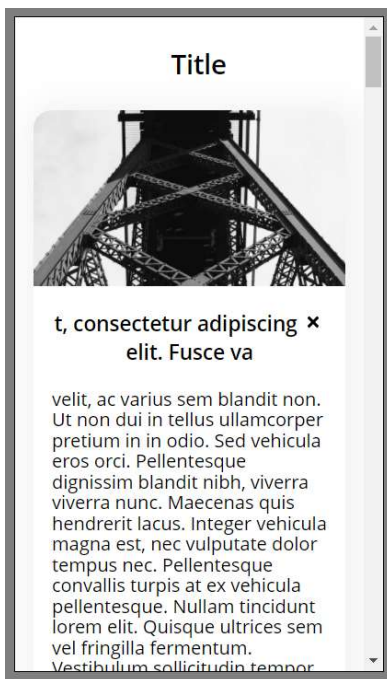 Title
t, consectetur adipiscing ×
elit. Fusce va
velit, ac varius sem blandit non.
Ut non dui in tellus ullamcorper
pretium in in odio. Sed vehicula
eros orci. Pellentesque
dignissim blandit nibh, viverra
viverra nunc. Maecenas quis
hendrerit lacus. Integer vehicula
magna est, nec vulputate dolor
tempus nec. Pellentesque
convallis turpis at ex vehicula
pellentesque. Nullam tincidunt
lorem elit. Quisque ultrices sem
vel fringilla fermentum.
Vestibulum sollicitudin tempor